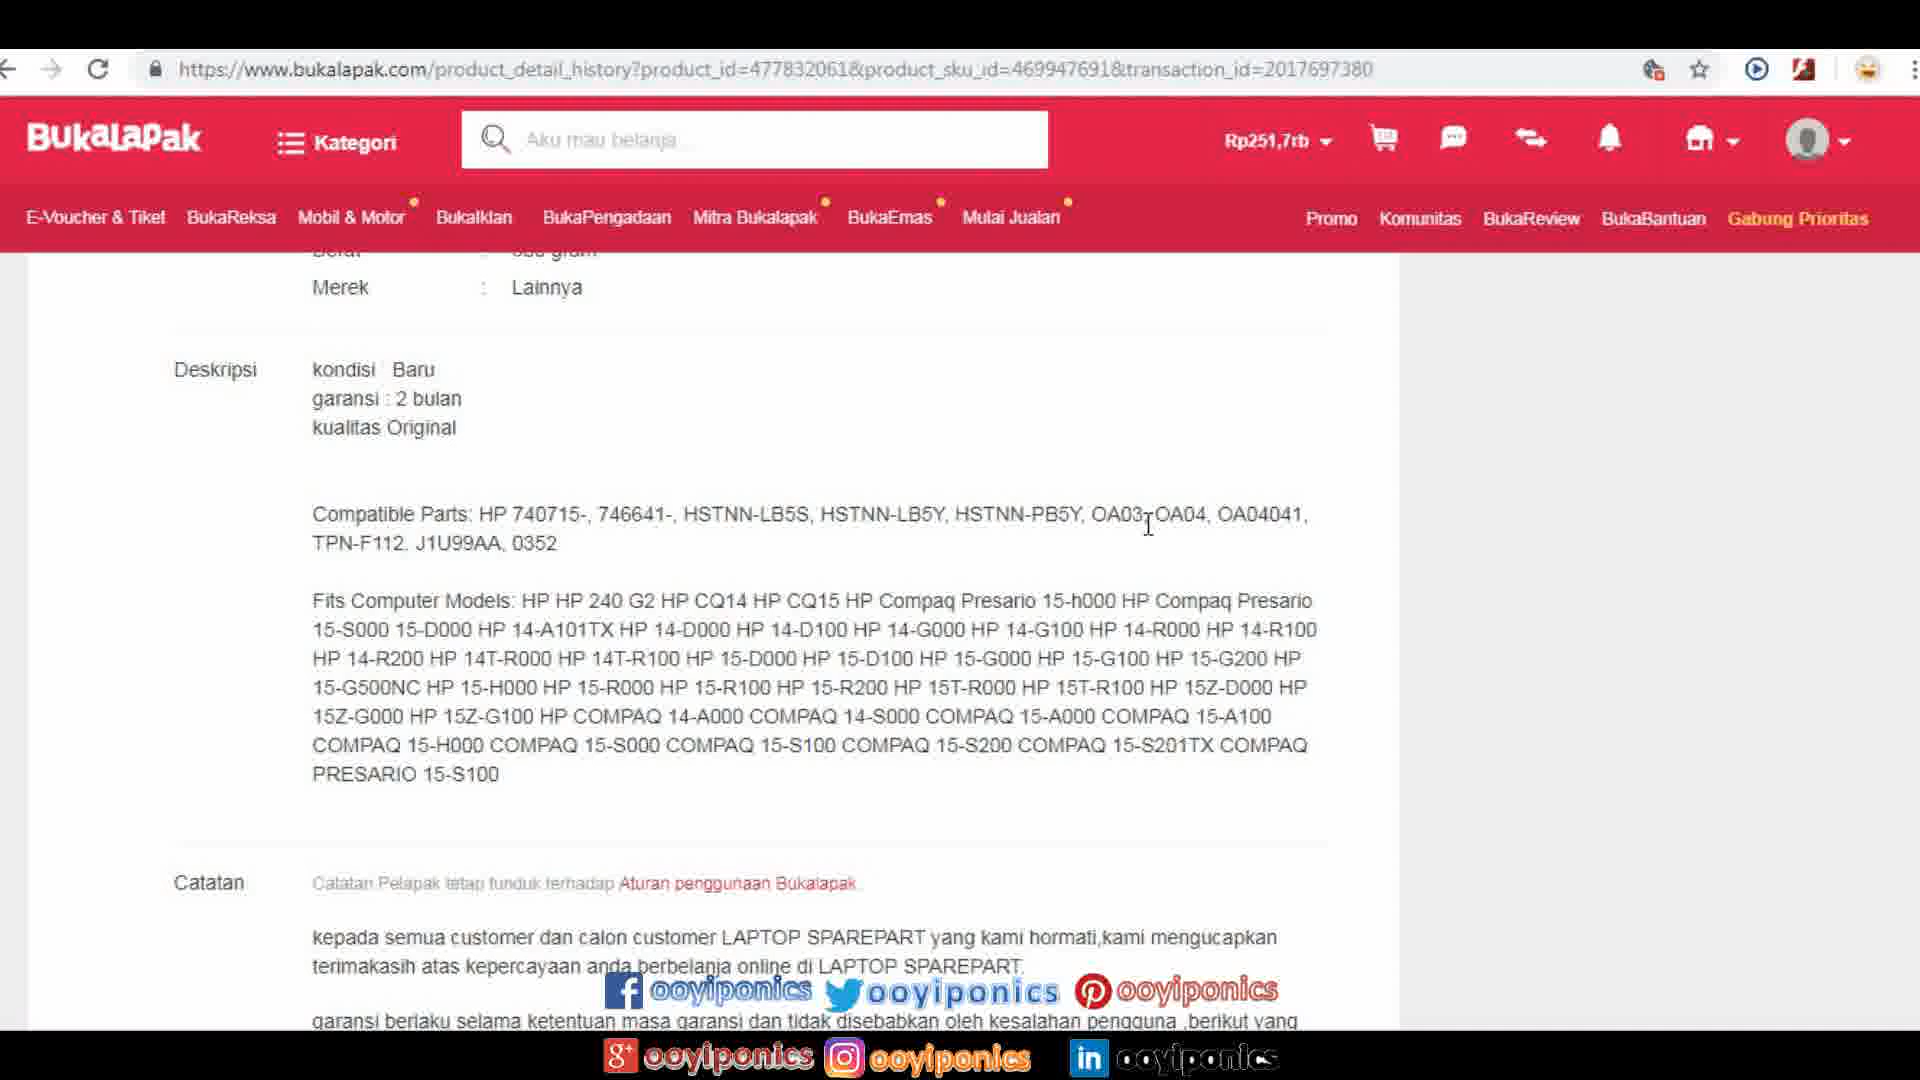 https://www.bukalapak.com/product_detail_history?product_id=477832061&product_sku_id=469947691&transaction_id=2017697380
BukaLapak
Kategori
Aku mau belanja...
Rp251,7rb
E-Voucher & Tiket BukaReksa Mobil & Motor BukaIklan BukaPengadaan Mitra Bukalapak BukaEmas Mulai Jualan
Promo Komunitas BukaReview BukaBantuan Gabung Prioritas
Merek : Lainnya
Deskripsi
kondisi : Baru
garansi : 2 bulan
kualitas Original
Compatible Parts: HP 740715-, 746641-, HSTNN-LB5S, HSTNN-LB5Y, HSTNN-PB5Y, OA03, OA04, OA04041,
TPN-F112. J1U99AA, 0352
Fits Computer Models: HP HP 240 G2 HP CQ14 HP CQ15 HP Compaq Presario 15-h000 HP Compaq Presario
15-S000 15-D000 HP 14-A101TX HP 14-D000 HP 14-D100 HP 14-G000 HP 14-G100 HP 14-R000 HP 14-R100
HP 14-R200 HP 14T-R000 HP 14T-R100 HP 15-D000 HP 15-D100 HP 15-G000 HP 15-G100 HP 15-G200 HP
15-G500NC HP 15-H000 HP 15-R000 HP 15-R100 HP 15-R200 HP 15T-R000 HP 15T-R100 HP 15Z-D000 HP
15Z-G000 HP 15Z-G100 HP COMPAQ 14-A000 COMPAQ 14-S000 COMPAQ 15-A000 COMPAQ 15-A100
COMPAQ 15-H000 COMPAQ 15-S000 COMPAQ 15-S100 COMPAQ 15-S200 COMPAQ 15-S201TX COMPAQ
PRESARIO 15-S100
Catatan
Catatan Pelapak tetap tunduk terhadap Aturan penggunaan Bukalapak.
kepada semua customer dan calon customer LAPTOP SPAREPART yang kami hormati,kami mengucapkan
terimakasih atas kepercayaan anda berbelanja online di LAPTOP SPAREPART.
ooyiponics ooyiponics ooyiponics
garansi berlaku selama ketentuan masa garansi dan tidak disebabkan oleh kesalahan pengguna ,berikut yang
ooyiponics ooyiponics ooyiponics